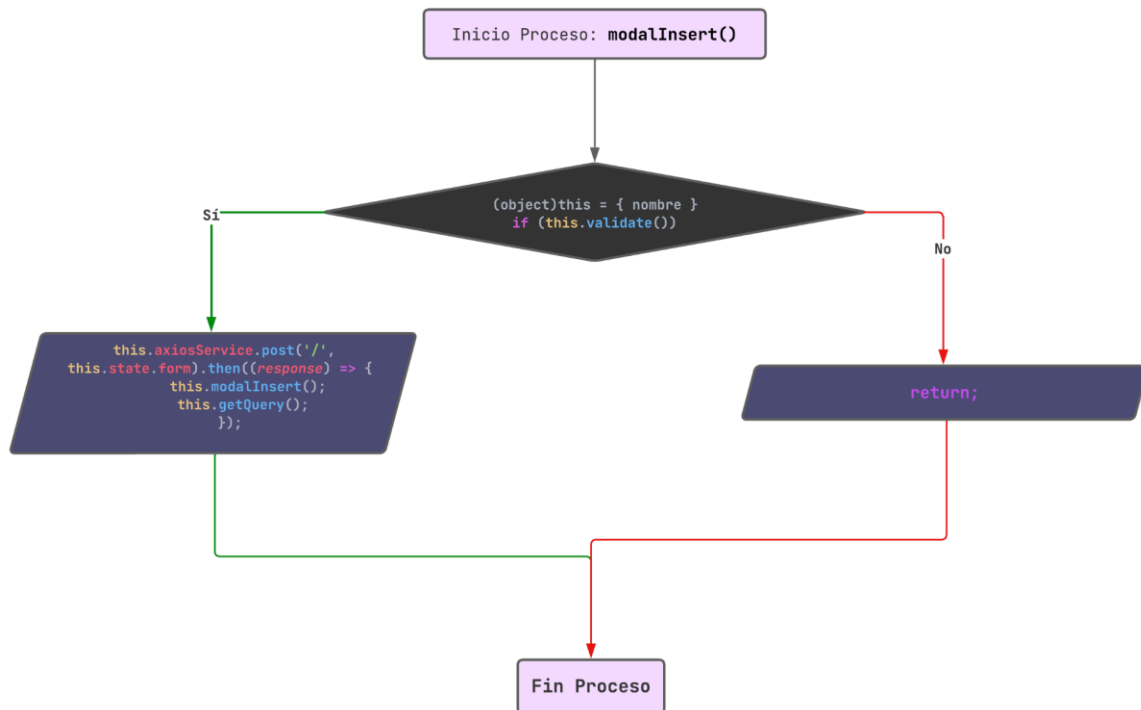 Inicio Proceso: modalInsert()
(object)this = { nombre }
if (this.validate())
Sí
No
this.axiosService.post('/',
this.state.form).then((response) => {
this.modalInsert();
this.getQuery();
});
return;
Fin Proceso